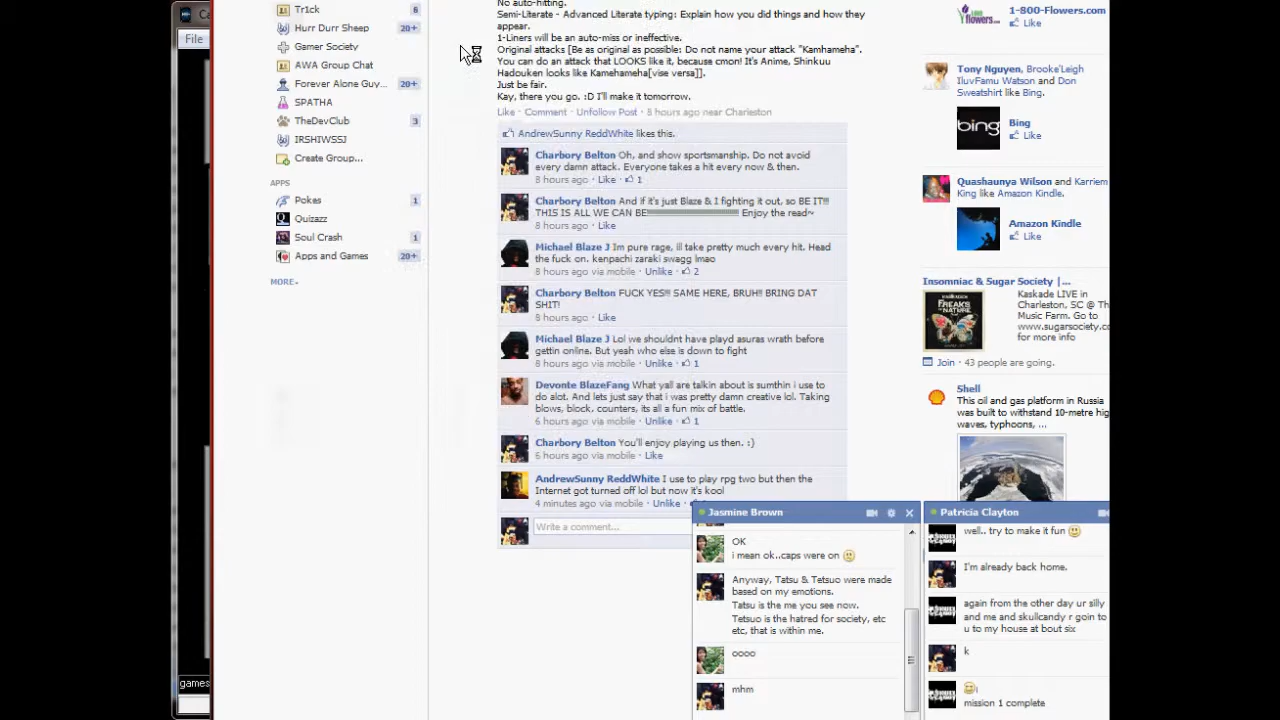 File
games
Tr1ck 6
Hurr Durr Sheep 20+
Gamer Society
AWA Group Chat
Forever Alone Guy... 20+
SPATHA
TheDevClub 3
IRSHIWSSJ
Create Group...
APPS
Pokes 1
Quizazz
Soul Crash 1
Apps and Games 20+
MORE
No auto-hitting.
Semi-Literate - Advanced Literate typing: Explain how you did things and how they
appear.
1-Liners will be an auto-miss or ineffective.
Original attacks [Be as original as possible: Do not name your attack "Kamhameha".
You can do an attack that LOOKS like it, because cmon! It's Anime, Shinkuu
Hadouken looks like Kamehameha[vise versa]].
Just be fair.
Kay, there you go. :D I'll make it tomorrow.
Like · Comment · Unfollow Post · 8 hours ago near Charleston
AndrewSunny ReddWhite likes this.
Charbory Belton Oh, and show sportsmanship. Do not avoid
every damn attack. Everyone takes a hit every now & then.
8 hours ago · Like · 1
Charbory Belton And if it's just Blaze & I fighting it out, so BE IT!!!
THIS IS ALL WE CAN Enjoy the read~
8 hours ago · Like
Michael Blaze J Im pure rage, ill take pretty much every hit. Head
the fuck on. kenpachi zaraki swagg lmao
8 hours ago via mobile · Unlike · 2
Charbory Belton FUCK YES!! SAME HERE, BRUH!! BRING DAT
SHIT!
8 hours ago · Like
Michael Blaze J Lol we shouldnt have playd asuras wrath before
gettin online. But yeah who else is down to fight
8 hours ago via mobile · Unlike · 1
Devonte BlazeFang What yall are talkin about is sumthin i use to
do alot. And lets just say that i was pretty damn creative lol. Taking
blows, block, counters, its all a fun mix of battle.
6 hours ago via mobile · Unlike · 1
Charbory Belton You'll enjoy playing us then. :)
6 hours ago via mobile · Like
AndrewSunny ReddWhite I use to play rpg two but then the
Internet got turned off lol but now it's kool
4 minutes ago via mobile · Unlike ·
Write a comment...
Jasmine Brown
OK
i mean ok..caps were on
Anyway, Tatsu & Tetsuo were made
based on my emotions.
Tatsu is the me you see now.
Tetsuo is the hatred for society, etc
etc, that is within me.
oooo
mhm
Patricia Clayton
well.. try to make it fun
I'm already back home.
again from the other day ur silly
and me and skullcandy r goin to
u to my house at bout six
k
mission 1 complete
flowers
1-800-Flowers.com
Like
Tony Nguyen, Brooke'Leigh
IluvFamu Watson and Don
Sweatshirt like Bing.
bing
Bing
Like
Quashaunya Wilson and Karriem
King like Amazon Kindle.
Amazon Kindle
Like
Insomniac & Sugar Society |...
FREAKS
OF
NATURE
Kaskade LIVE in
Charleston, SC @ Th
Music Farm. Go to
www.sugarsociety.co
for more info
Join · 43 people are going.
Shell
This oil and gas platform in Russia
was built to withstand 10-metre hig
waves, typhoons, ...